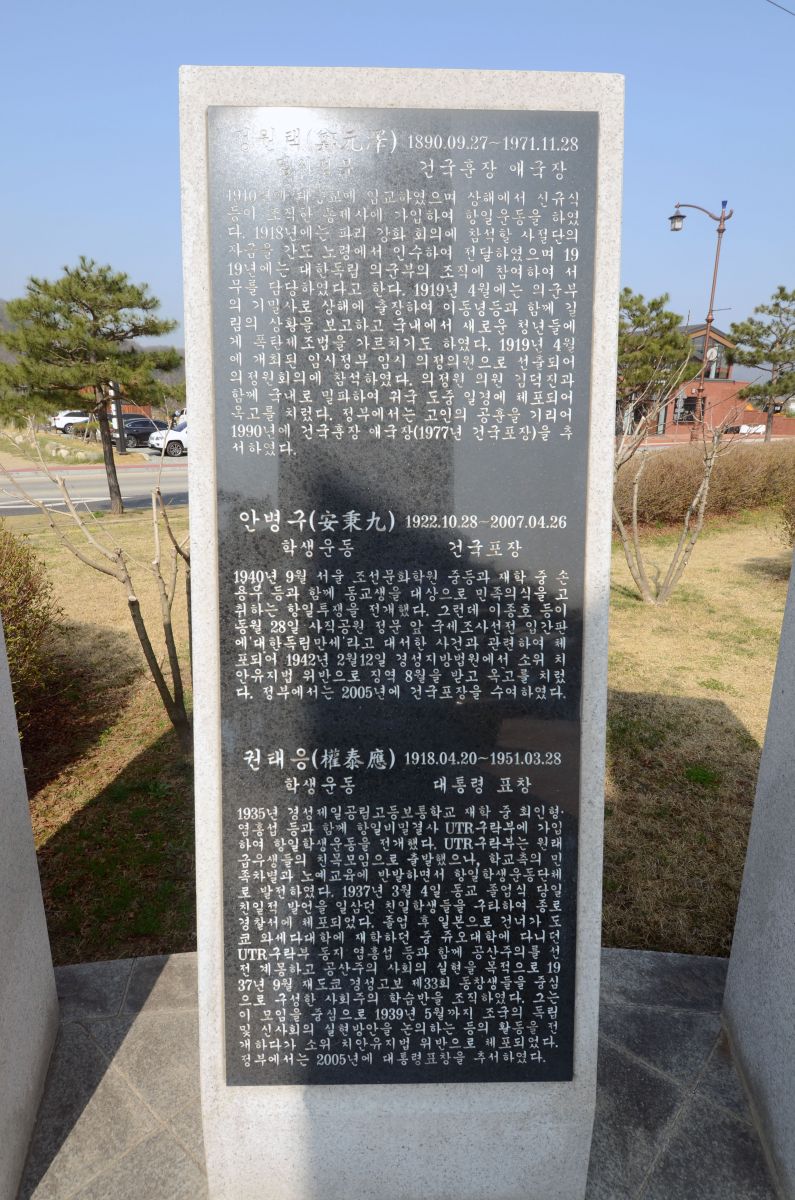 정원택(鄭元澤) 1890.09.27~1971.11.28
임시정부 건국훈장 애국장
1910년에 대종교에 입교하였으며 상해에서 신규식
등이 조직한 동제사에 가입하여 항일운동을 하였
다. 1918년에는 파리 강화 회의에 참석할 사절단의
자금을 간도 노령에서 인수하여 전달하였으며 19
19년에는 대한독립 의군부의 조직에 참여하여 서
무를 담당하였다고 한다. 1919년 4월에는 의군부
의 기밀사로 상해에 출장하여 이동녕등과 함께 길
림의 상황을 보고하고 국내에서 새로운 청년들에
게 폭탄제조법을 가르치기도 하였다. 1919년 4월
에 개최된 임시정부 임시 의정의원으로 선출되어
의정원회의에 참석하였다. 의정원 의원 김덕진과
함께 국내로 밀파하여 귀국 도중 일경에 체포되어
옥고를 치렀다. 정부에서는 고인의 공훈을 기리어
1990년에 건국훈장 애국장(1977년 건국포장)을 추
서하였다.
안병구(安秉九) 1922.10.28~2007.04.26
학생운동 건국포장
1940년 9월 서울 조선문화학원 중등과 재학 중 손
용우 등과 함께 동교생을 대상으로 민족의식을 고
취하는 항일투쟁을 전개했다. 그런데 이종호 등이
동월 28일 사직공원 정문 앞 국세조사선전 입간판
에'대한독립만세'라고 대서한 사건과 관련하여 체
포되어 1942년 2월12일 경성지방법원에서 소위 치
안유지법 위반으로 징역 8월을 받고 옥고를 치렀
다. 정부에서는 2005년에 건국포장을 수여하였다.
권태응(權泰應) 1918.04.20~1951.03.28
학생운동 대통령 표창
1935년 경성제일공립고등보통학교 재학 중 최인형,
염홍섭 등과 함께 항일비밀결사 UTR구락부에 가입
하여 항일학생운동을 전개했다. UTR구락부는 원래
급우생들의 친목모임으로 출발했으나, 학교측의 민
족차별과 노예교육에 반발하면서 항일학생운동단체
로 발전하였다. 1937년 3월 4일 동교 졸업식 당일
친일적 발언을 일삼던 친일학생들을 구타하여 종로
경찰서에 체포되었다. 졸업 후 일본으로 건너가 도
쿄 와세다대학에 재학하던 중 쥬오대학에 다니던
UTR구락부 동지 염홍섭 등과 함께 공산주의를 선
전 계몽하고 공산주의 사회의 실현을 목적으로 19
37년 9월 재도쿄 경성고보 제33회 동창생들을 중심
으로 구성한 사회주의 학습반을 조직하였다. 그는
이 모임을 중심으로 1939년 5월까지 조국의 독립
및 신사회의 실현방안을 논의하는 등의 활동을 전
개하다가 소위 치안유지법 위반으로 체포되었다.
정부에서는 2005년에 대통령표창을 추서하였다.